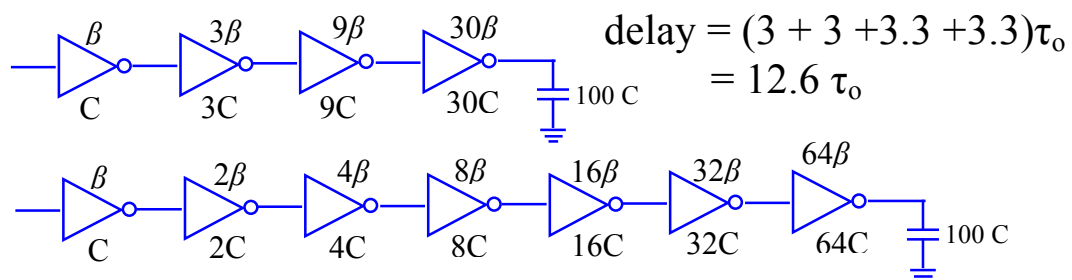 β 3β 9β 30β
delay = (3 + 3 +3.3 +3.3)τₒ
= 12.6 τₒ
C 3C 9C 30C 100 C
β 2β 4β 8β 16β 32β 64β
C 2C 4C 8C 16C 32C 64C 100 C